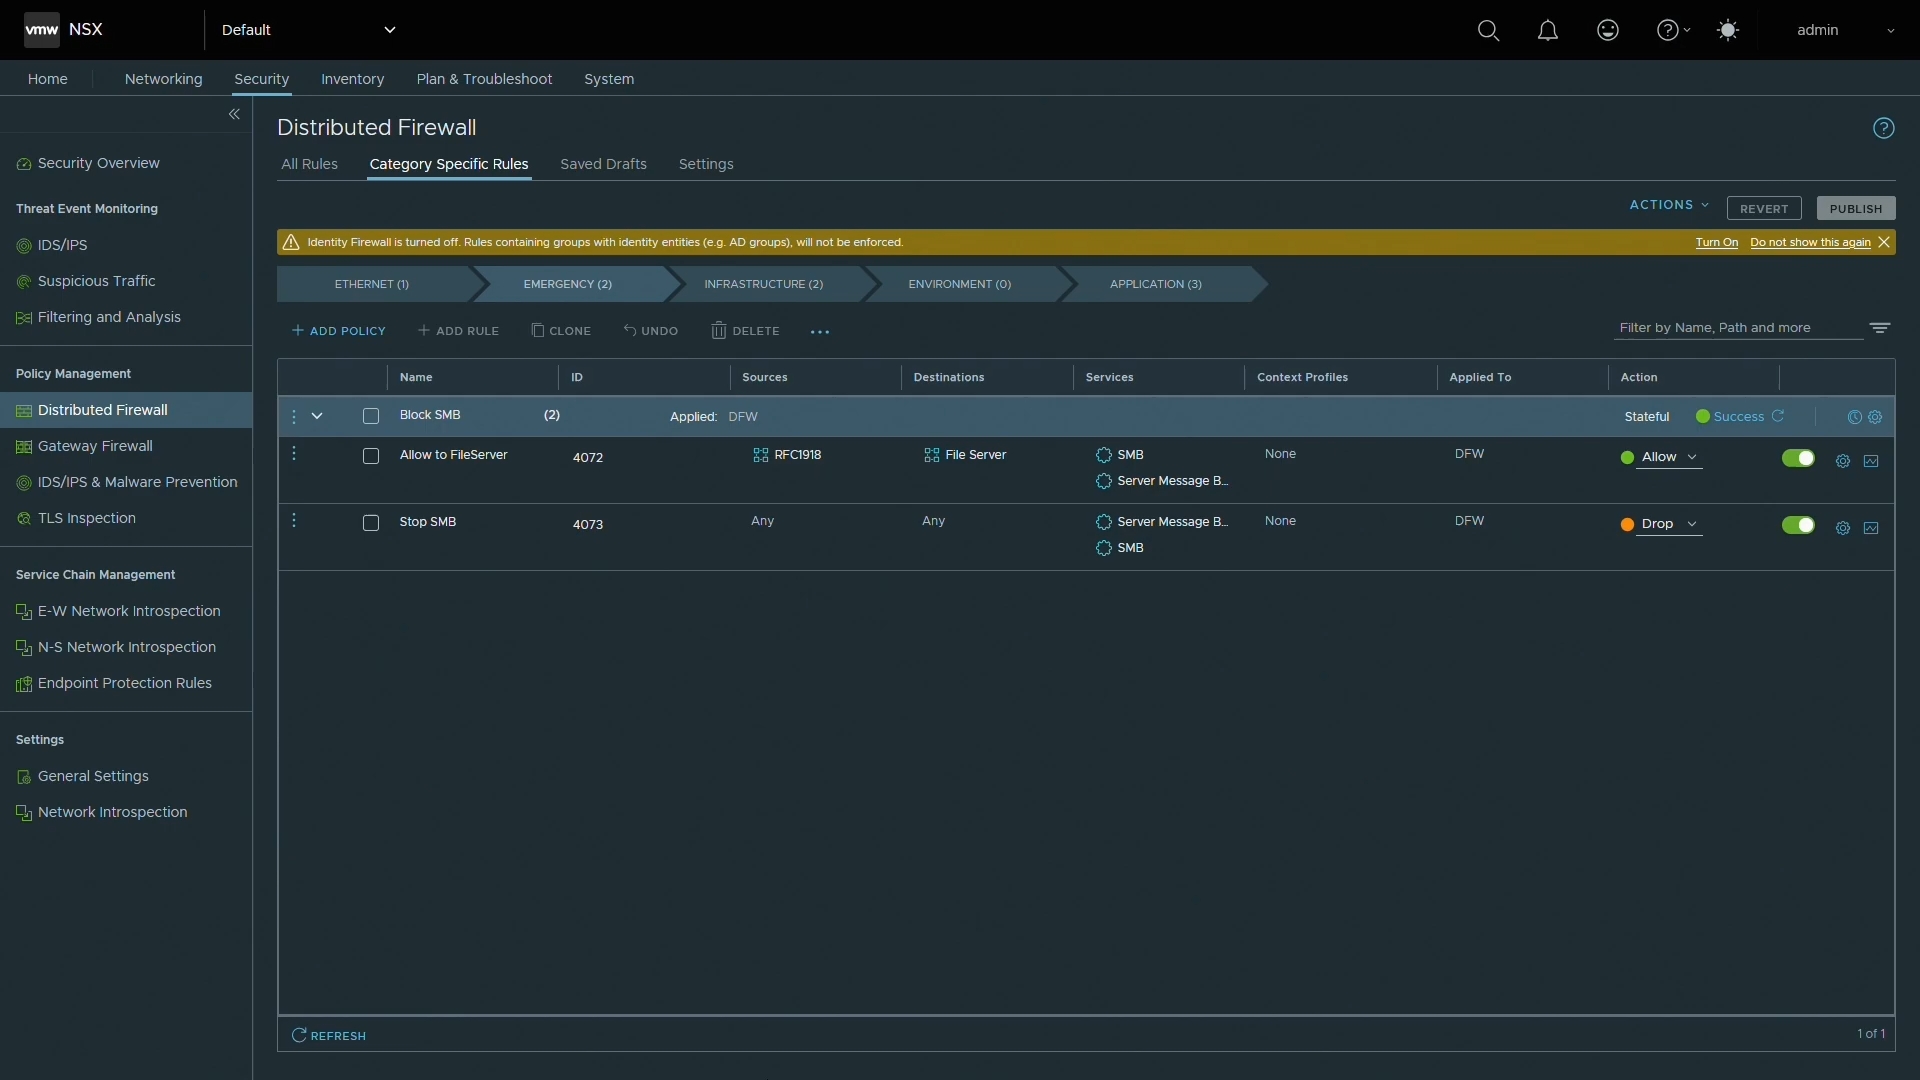 vmw NSX Default admin
Home Networking Security Inventory Plan & Troubleshoot System
Security Overview
Threat Event Monitoring
IDS/IPS
Suspicious Traffic
Filtering and Analysis
Policy Management
Distributed Firewall
Gateway Firewall
IDS/IPS & Malware Prevention
TLS Inspection
Service Chain Management
E-W Network Introspection
N-S Network Introspection
Endpoint Protection Rules
Settings
General Settings
Network Introspection
Distributed Firewall
All Rules Category Specific Rules Saved Drafts Settings
ACTIONS REVERT PUBLISH
Identity Firewall is turned off. Rules containing groups with identity entities (e.g. AD groups), will not be enforced. Turn On Do not show this again
ETHERNET (1) EMERGENCY (2) INFRASTRUCTURE (2) ENVIRONMENT (0) APPLICATION (3)
ADD POLICY ADD RULE CLONE UNDO DELETE Filter by Name, Path and more
Name ID Sources Destinations Services Context Profiles Applied To Action
Block SMB (2) Applied: DFW Stateful Success
Allow to FileServer 4072 RFC1918 File Server SMB None DFW Allow
Server Message B...
Stop SMB 4073 Any Any Server Message B... None DFW Drop
SMB
REFRESH 1 of 1